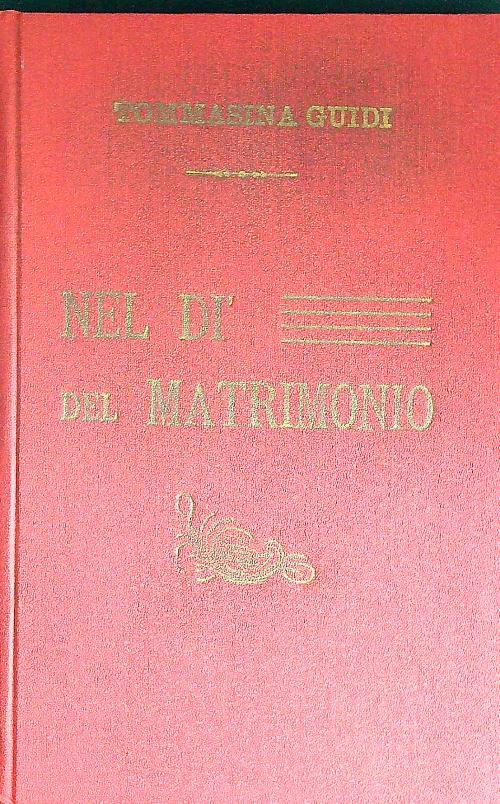 TOMMASINA GUIDI
NEL DI'
DEL MATRIMONIO